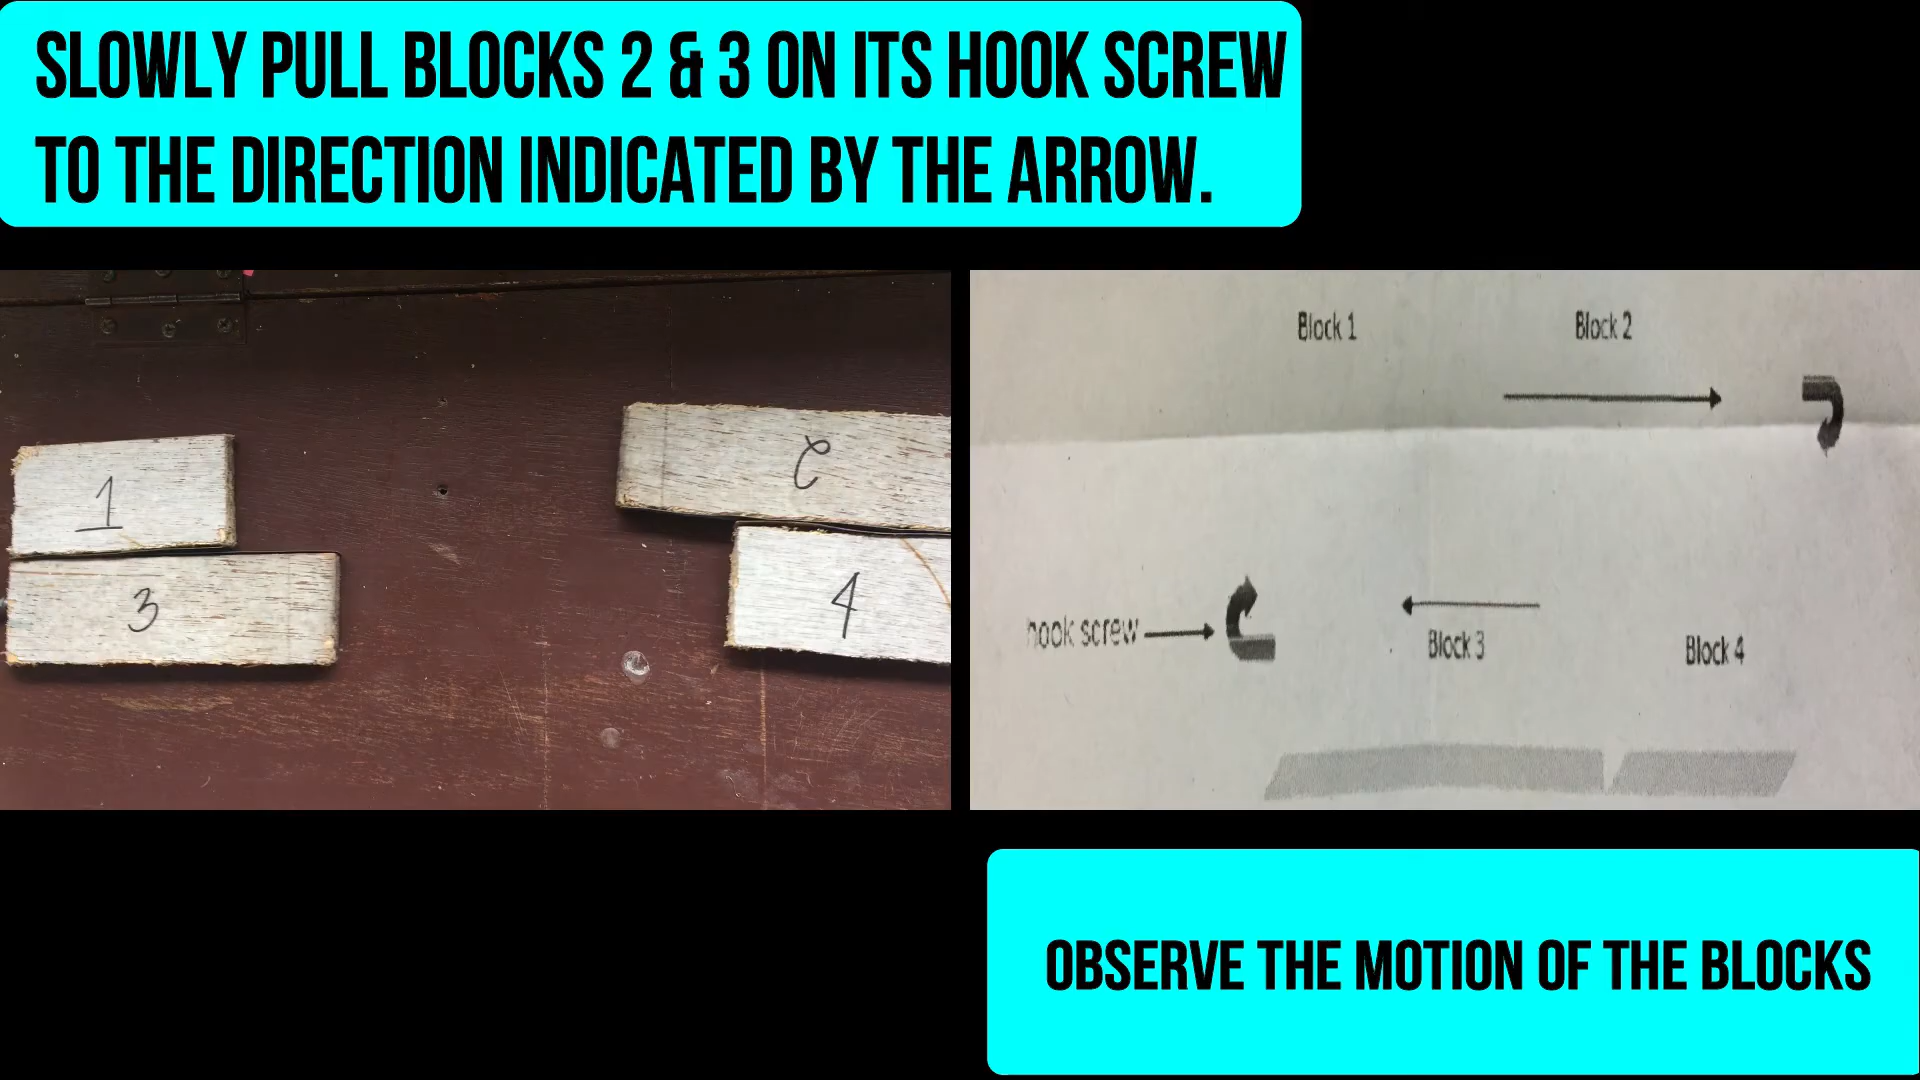 SLOWLY PULL BLOCKS 2 & 3 ON ITS HOOK SCREW
TO THE DIRECTION INDICATED BY THE ARROW.
1
2
3
4
Block 1
Block 2
hook screw
Block 3
Block 4
OBSERVE THE MOTION OF THE BLOCKS